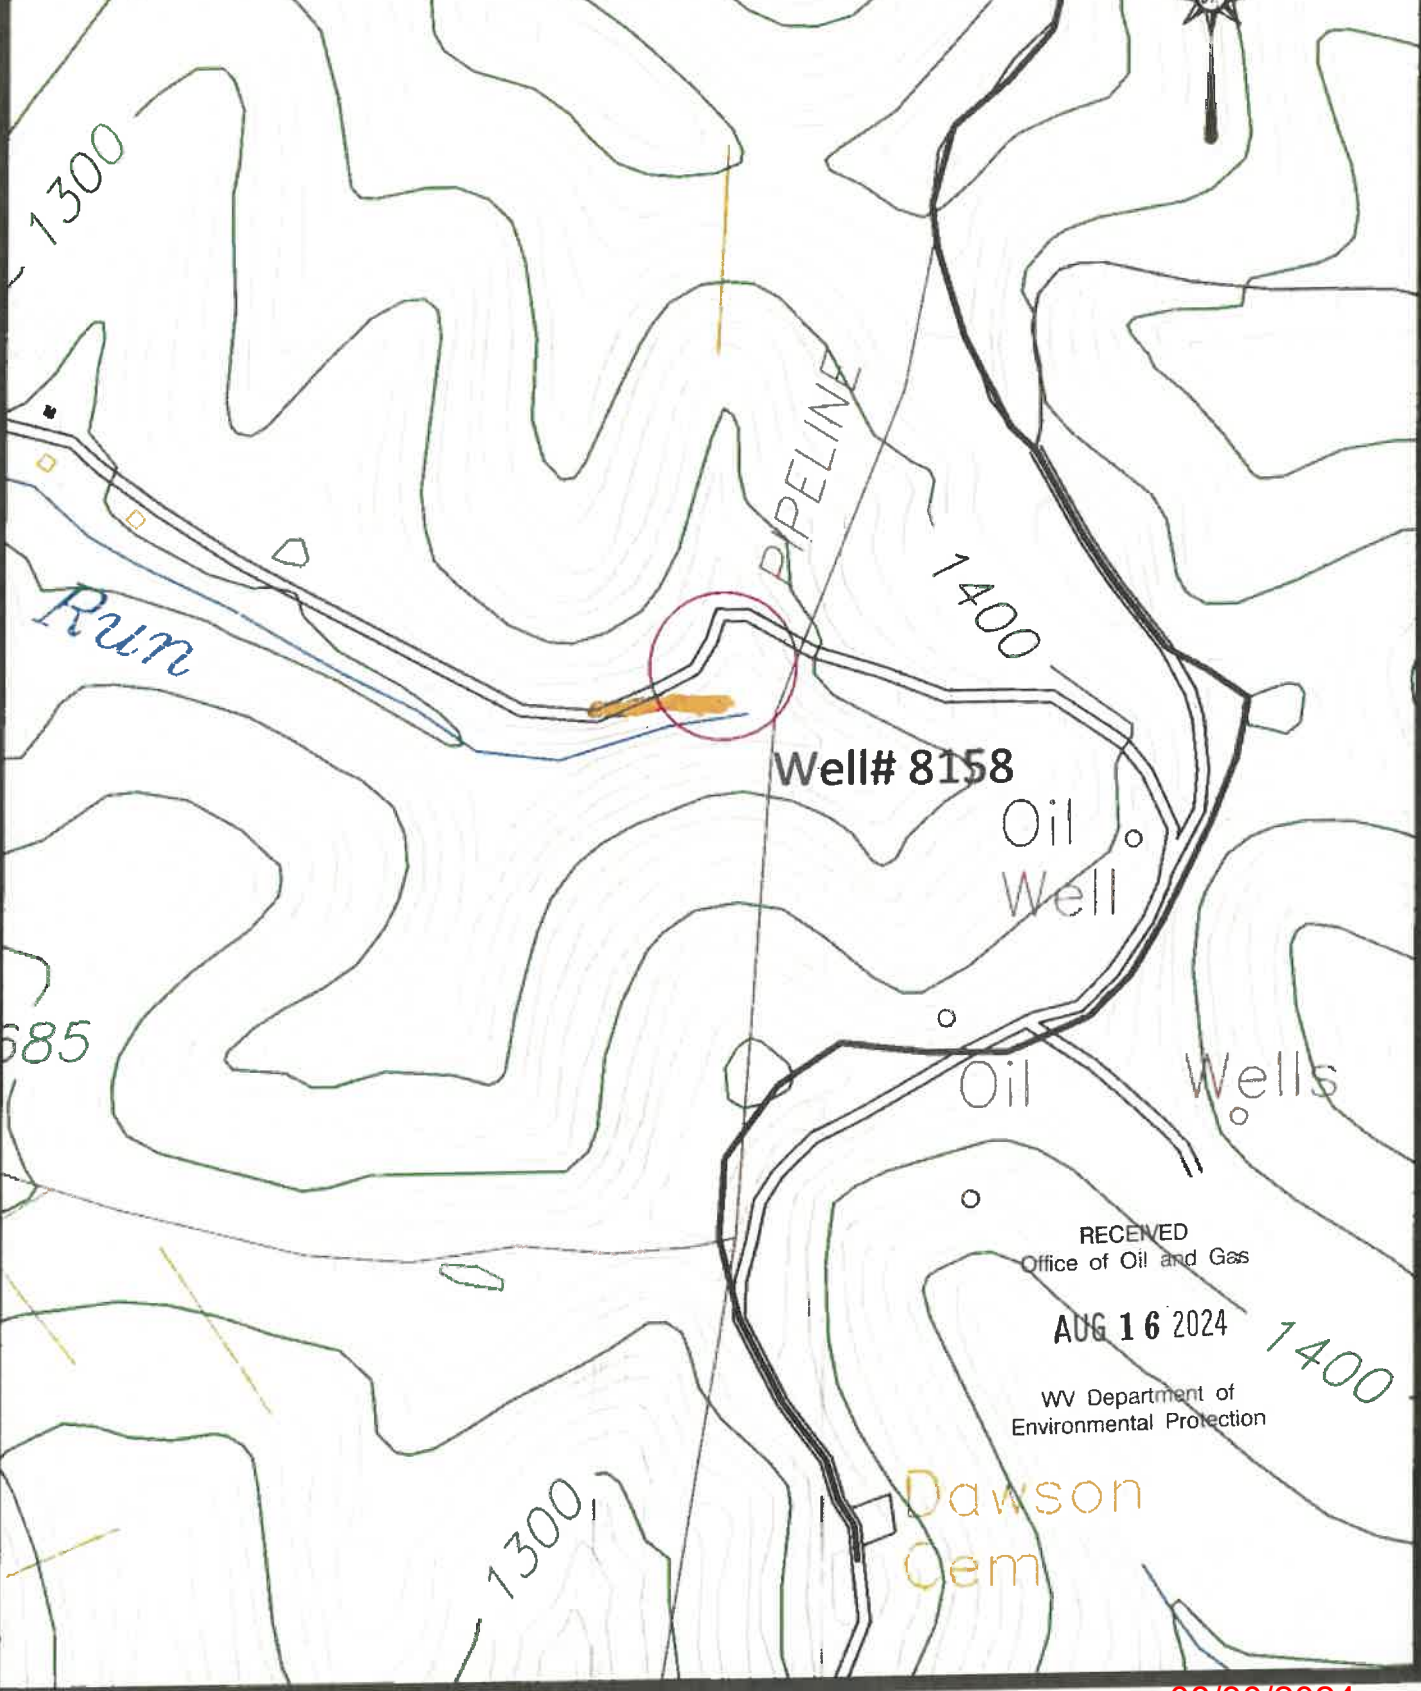 1300
PIPELINE
1400
Run
Well# 8158
Oil
Well
685
Oil Wells
RECEIVED
Office of Oil and Gas
AUG 16 2024
1400
WV Department of
Environmental Protection
Dawson
Cem
1300